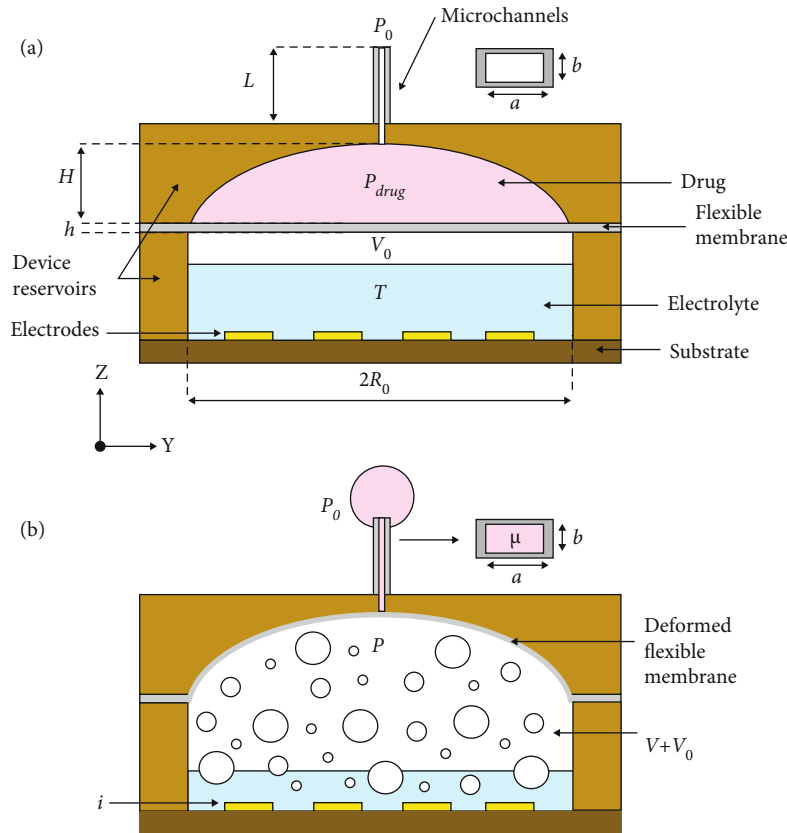 (a)
P0
Microchannels
L
b
a
H
Pdrug
Drug
h
Flexible
membrane
V0
Device
reservoirs
T
Electrolyte
Electrodes
Substrate
2R0
Z
Y
(b)
P0
μ
b
a
P
Deformed
flexible
membrane
V+V0
i